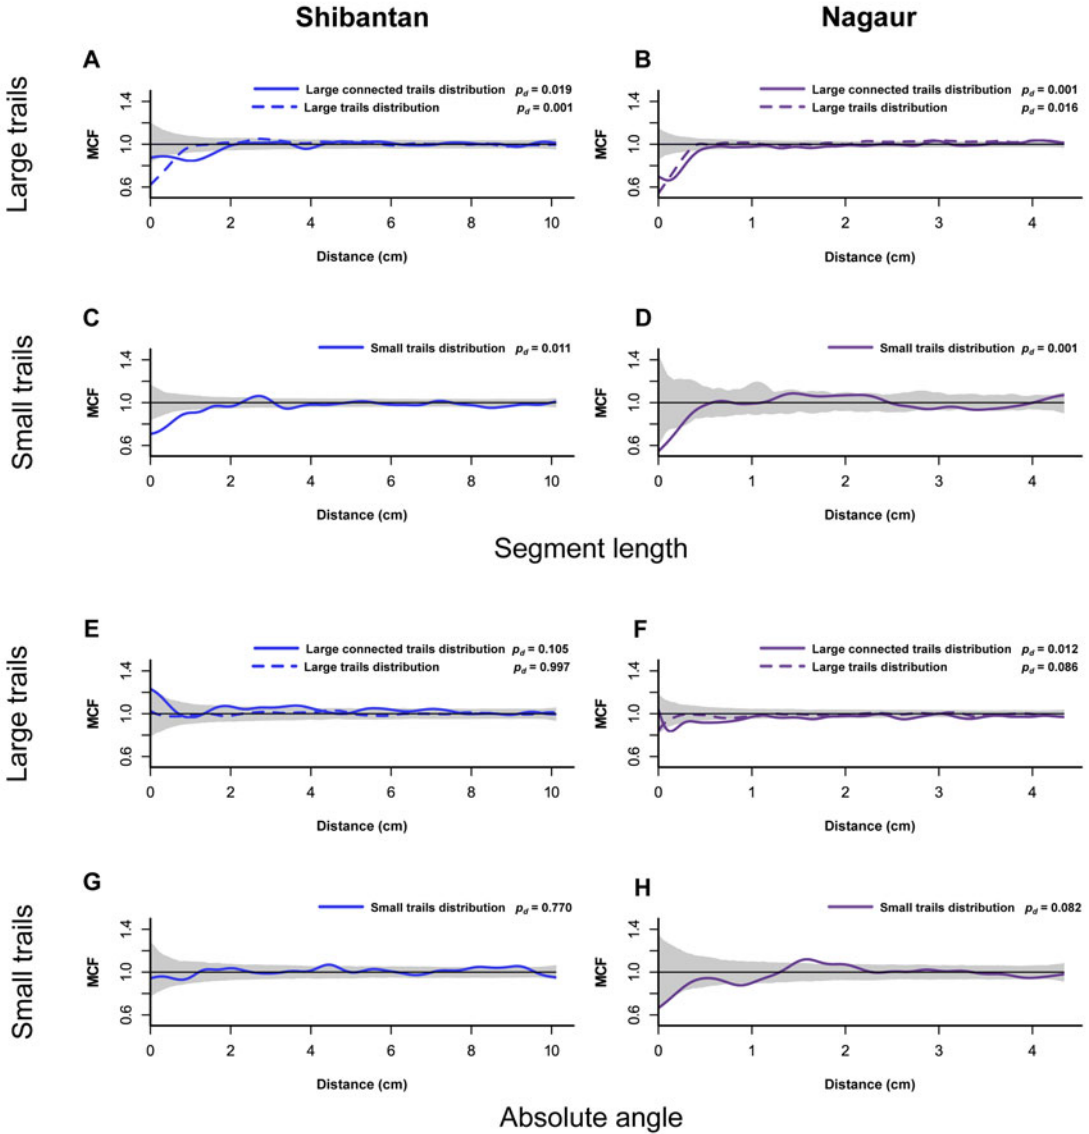 Shibantan Nagaur
Large trails
A
Large connected trails distribution pd = 0.019
Large trails distribution pd = 0.001
MCF
0.6 1.0 1.4
0 2 4 6 8 10
Distance (cm)
B
Large connected trails distribution pd = 0.001
Large trails distribution pd = 0.016
MCF
0.6 1.0 1.4
0 1 2 3 4
Distance (cm)
Small trails
C
Small trails distribution pd = 0.011
MCF
0.6 1.0 1.4
0 2 4 6 8 10
Distance (cm)
D
Small trails distribution pd = 0.001
MCF
0.6 1.0 1.4
0 1 2 3 4
Distance (cm)
Segment length
Large trails
E
Large connected trails distribution pd = 0.105
Large trails distribution pd = 0.997
MCF
0.6 1.0 1.4
0 2 4 6 8 10
Distance (cm)
F
Large connected trails distribution pd = 0.012
Large trails distribution pd = 0.086
MCF
0.6 1.0 1.4
0 1 2 3 4
Distance (cm)
Small trails
G
Small trails distribution pd = 0.770
MCF
0.6 1.0 1.4
0 2 4 6 8 10
Distance (cm)
H
Small trails distribution pd = 0.082
MCF
0.6 1.0 1.4
0 1 2 3 4
Distance (cm)
Absolute angle